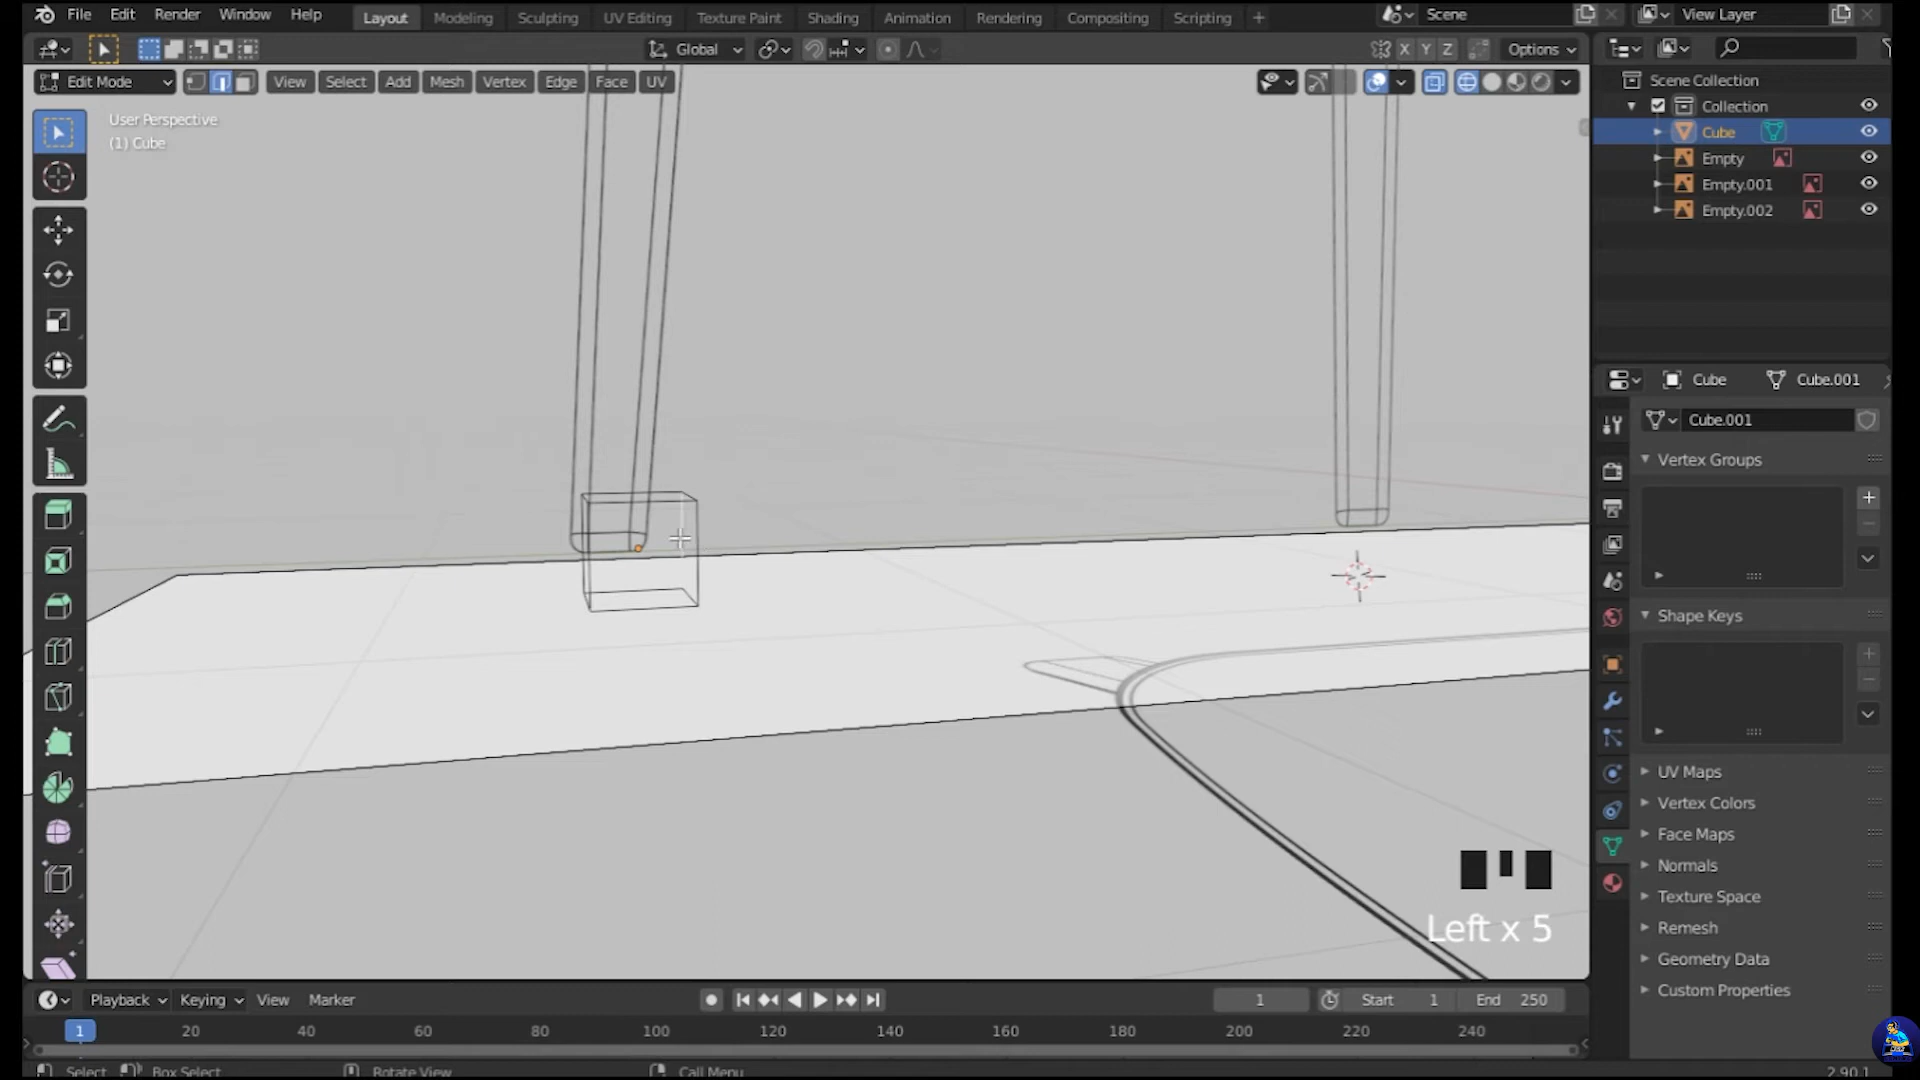 File Edit Render Window Help Layout Modeling Sculpting UV Editing Texture Paint Shading Animation Rendering Compositing Scripting + Scene View Layer
Global X Y Z Options
Edit Mode View Select Add Mesh Vertex Edge Face UV
User Perspective
(1) Cube
Scene Collection
Collection
Cube
Empty
Empty.001
Empty.002
Cube Cube.001
Cube.001
Vertex Groups
Shape Keys
UV Maps
Vertex Colors
Face Maps
Normals
Texture Space
Remesh
Geometry Data
Custom Properties
Left x 5
Playback Keying View Marker 1 Start 1 End 250
1 20 40 60 80 100 120 140 160 180 200 220 240
Select Box Select Rotate View Call Menu 2.90.1